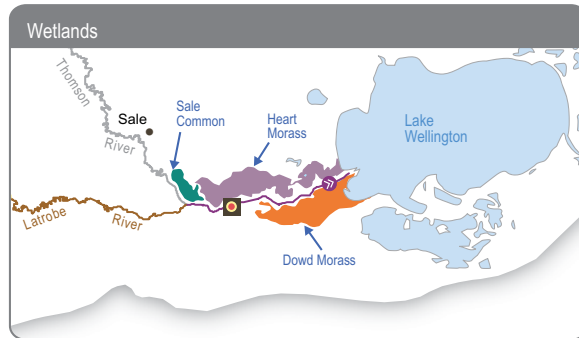 Wetlands
Thomson
River
Sale
Sale
Common
Heart
Morass
Lake
Wellington
Latrobe
River
Dowd Morass